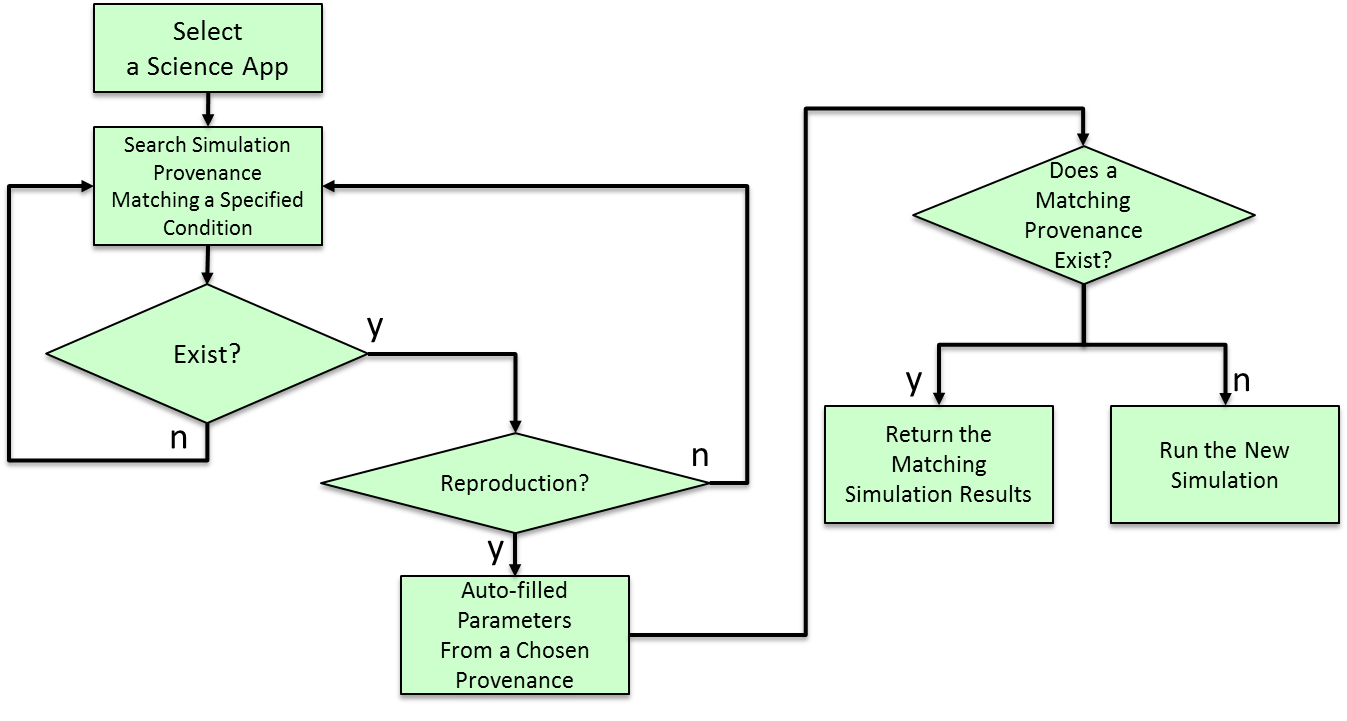 Select
a Science App
Search Simulation
Provenance
Matching a Specified
Condition
Exist?
y
n
Reproduction?
n
y
Auto-filled
Parameters
From a Chosen
Provenance
Does a
Matching
Provenance
Exist?
y
n
Return the
Matching
Simulation Results
Run the New
Simulation